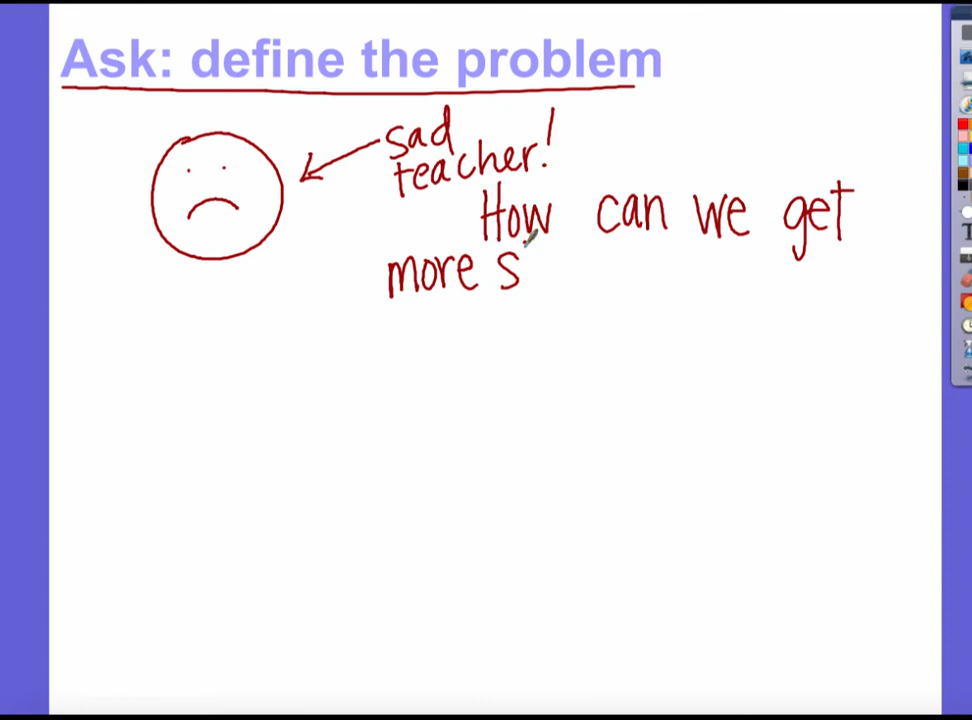 Ask: define the problem
sad
teacher!
How can we get
more s